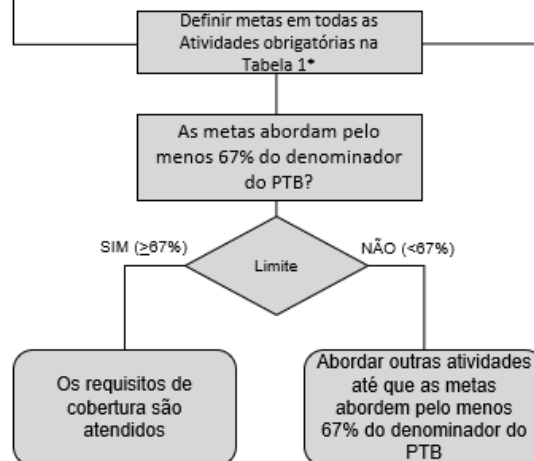 Definir metas em todas as
Atividades obrigatórias na
Tabela 1*
As metas abordam pelo
menos 67% do denominador
do PTB?
SIM (≥67%)
NÃO (<67%)
Limite
Os requisitos de
cobertura são
atendidos
Abordar outras atividades
até que as metas
abordem pelo menos
67% do denominador do
PTB